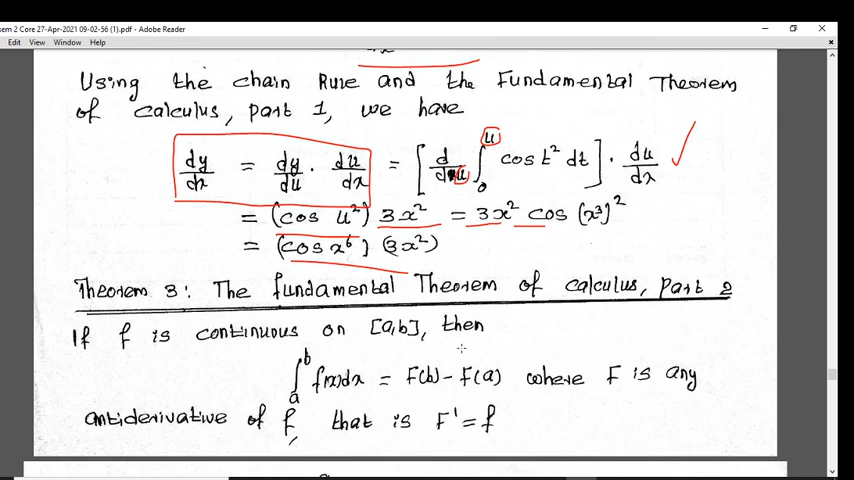 sem 2 Core 27-Apr-2021 09-02-56 (1).pdf - Adobe Reader
Edit View Window Help
Using the chain Rule and the Fundamental Theorem
of calculus, part 1, we have
dy/dx = dy/du · du/dx = [d/du ∫₀ᵘ cos t² dt] · du/dx ✓
= (cos u²) 3x² = 3x² cos (x³)²
= (cos x⁶) (3x²)
Theorem 3: The fundamental Theorem of calculus, part 2
If f is continuous on [a,b], then
∫ₐᵇ f(x)dx = F(b) - F(a) where F is any
antiderivative of f, that is F' = f